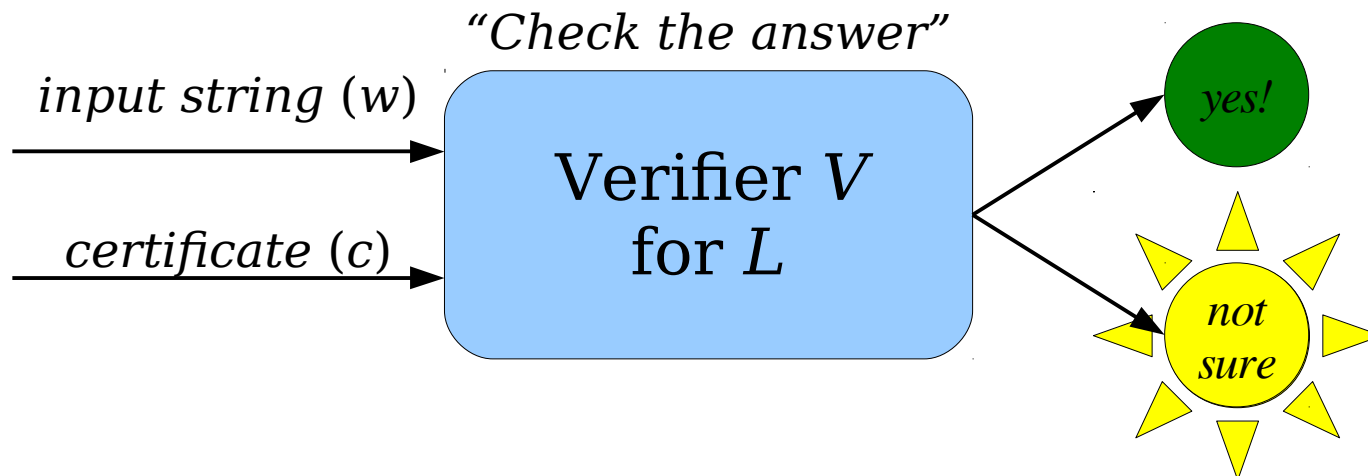 “Check the answer”
input string (w)
certificate (c)
Verifier V
for L
yes!
not
sure